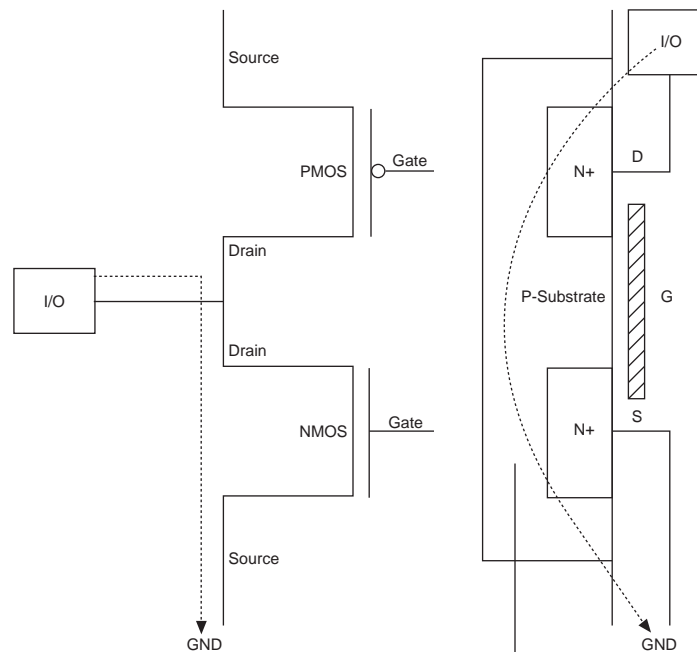 Source
PMOS
Gate
Drain
I/O
Drain
NMOS
Gate
Source
GND
I/O
N+
D
P-Substrate
G
N+
S
GND